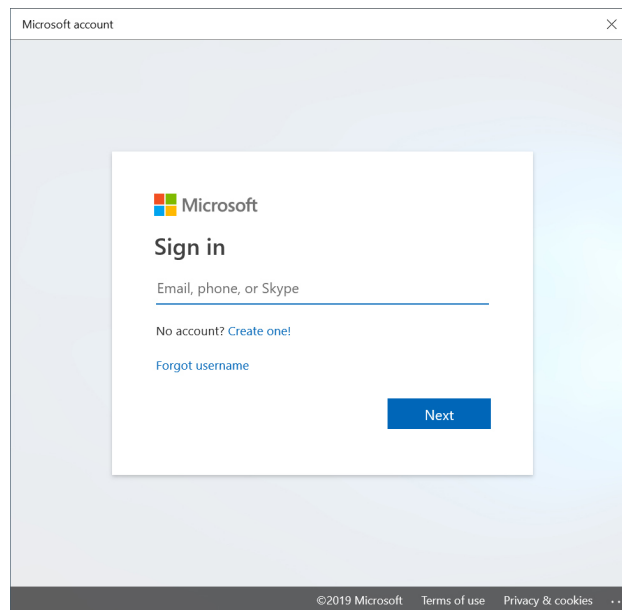 Microsoft account
Microsoft
Sign in
Email, phone, or Skype
No account? Create one!
Forgot username
Next
©2019 Microsoft Terms of use Privacy & cookies ..